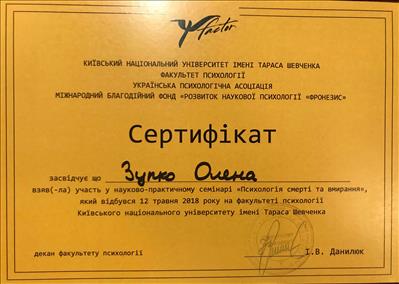 factor
КИЇВСЬКИЙ НАЦІОНАЛЬНИЙ УНІВЕРСИТЕТ ІМЕНІ ТАРАСА ШЕВЧЕНКА
ФАКУЛЬТЕТ ПСИХОЛОГІЇ
УКРАЇНСЬКА ПСИХОЛОГІЧНА АСОЦІАЦІЯ
МІЖНАРОДНИЙ БЛАГОДІЙНИЙ ФОНД «РОЗВИТОК НАУКОВОЇ ПСИХОЛОГІЇ «ФРОНЕЗИС»
Сертифікат
засвідчує що Зупко Олена
взяв(-ла) участь у науково-практичному семінарі «Психологія смерті та вмирання»,
який відбувся 12 травня 2018 року на факультеті психології
Київського національного університету імені Тараса Шевченка
декан факультету психології І.В. Данилюк